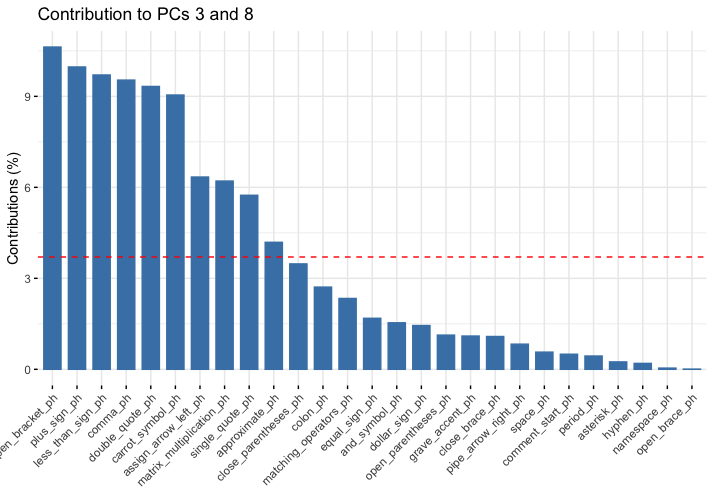 Contribution to PCs 3 and 8
Contributions (%)
9
6
3
0
pen_bracket_ph
plus_sign_ph
less_than_sign_ph
comma_ph
double_quote_ph
carrot_symbol_ph
assign_arrow_left_ph
matrix_multiplication_ph
single_quote_ph
approximate_ph
close_parentheses_ph
colon_ph
matching_operators_ph
equal_sign_ph
and_symbol_ph
dollar_sign_ph
open_parentheses_ph
grave_accent_ph
close_brace_ph
pipe_arrow_right_ph
space_ph
comment_start_ph
period_ph
asterisk_ph
hyphen_ph
namespace_ph
open_brace_ph